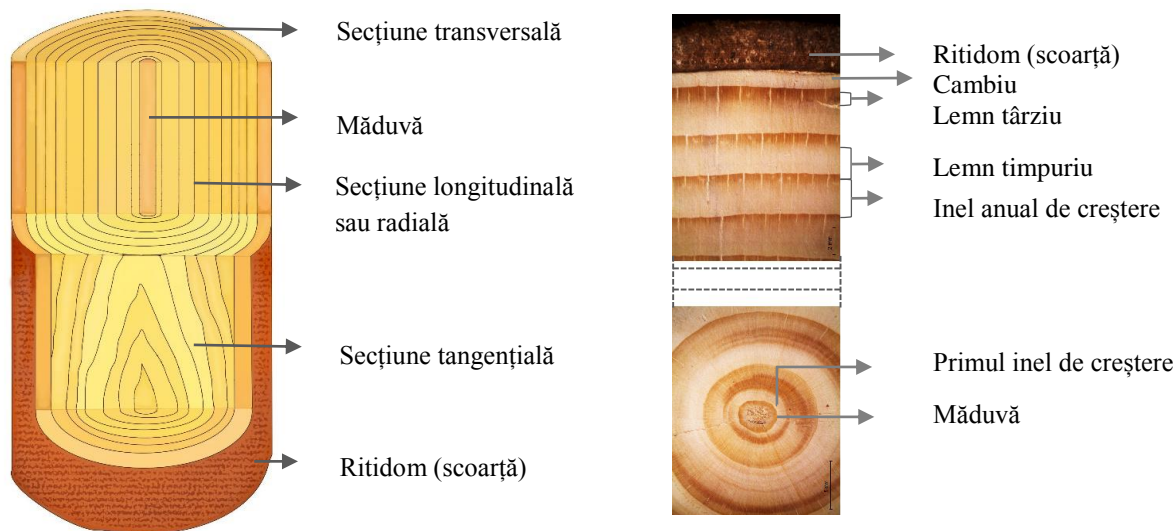 Secțiune transversală
Măduvă
Secțiune longitudinală
sau radială
Secțiune tangențială
Ritidom (scoarță)
Ritidom (scoarță)
Cambiu
Lemn târziu
Lemn timpuriu
Inel anual de creștere
Primul inel de creștere
Măduvă